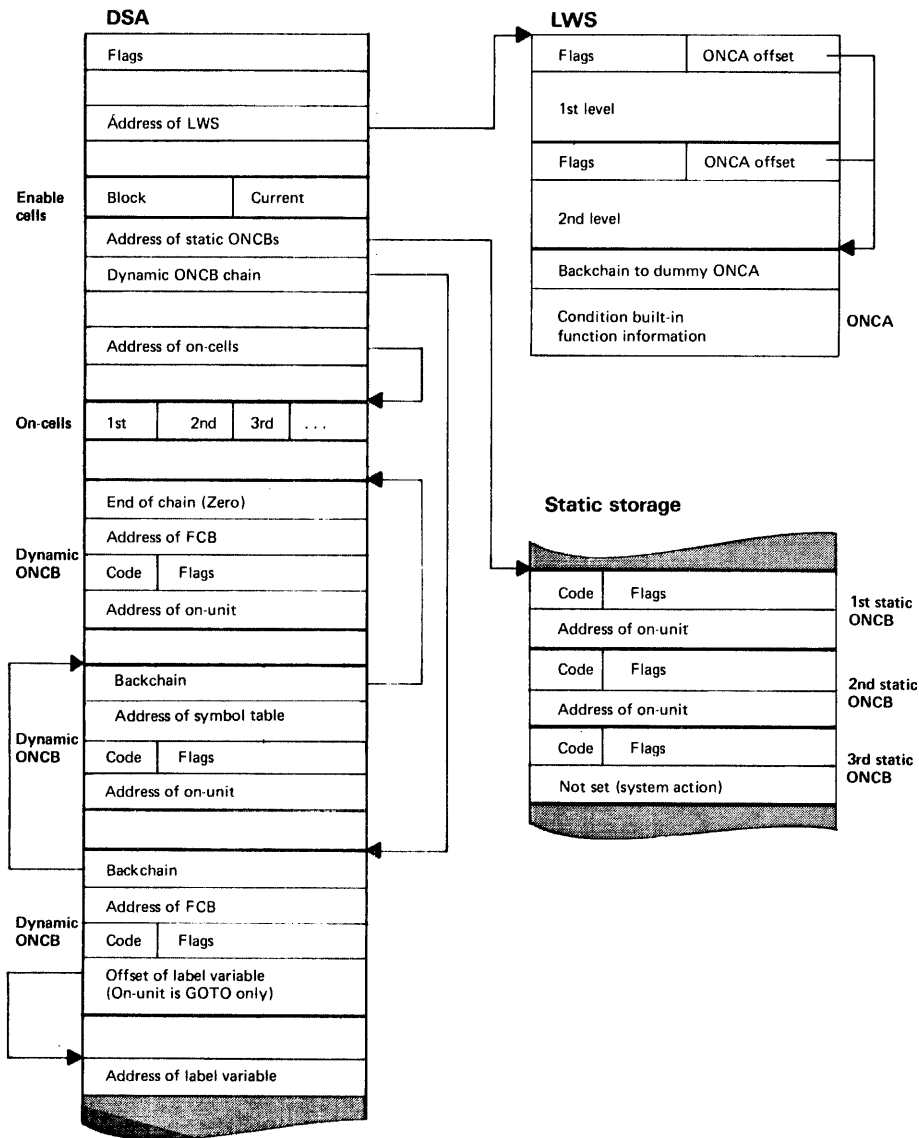 DSA
Flags
Address of LWS
Enable
cells
Block
Current
Address of static ONCBs
Dynamic ONCB chain
Address of on-cells
On-cells
1st
2nd
3rd
...
End of chain (Zero)
Address of FCB
Dynamic
ONCB
Code
Flags
Address of on-unit
Backchain
Address of symbol table
Dynamic
ONCB
Code
Flags
Address of on-unit
Backchain
Address of FCB
Dynamic
ONCB
Code
Flags
Offset of label variable
(On-unit is GOTO only)
Address of label variable
LWS
Flags
ONCA offset
1st level
Flags
ONCA offset
2nd level
Backchain to dummy ONCA
Condition built-in
function information
ONCA
Static storage
Code
Flags
1st static
ONCB
Address of on-unit
Code
Flags
2nd static
ONCB
Address of on-unit
Code
Flags
3rd static
ONCB
Not set (system action)